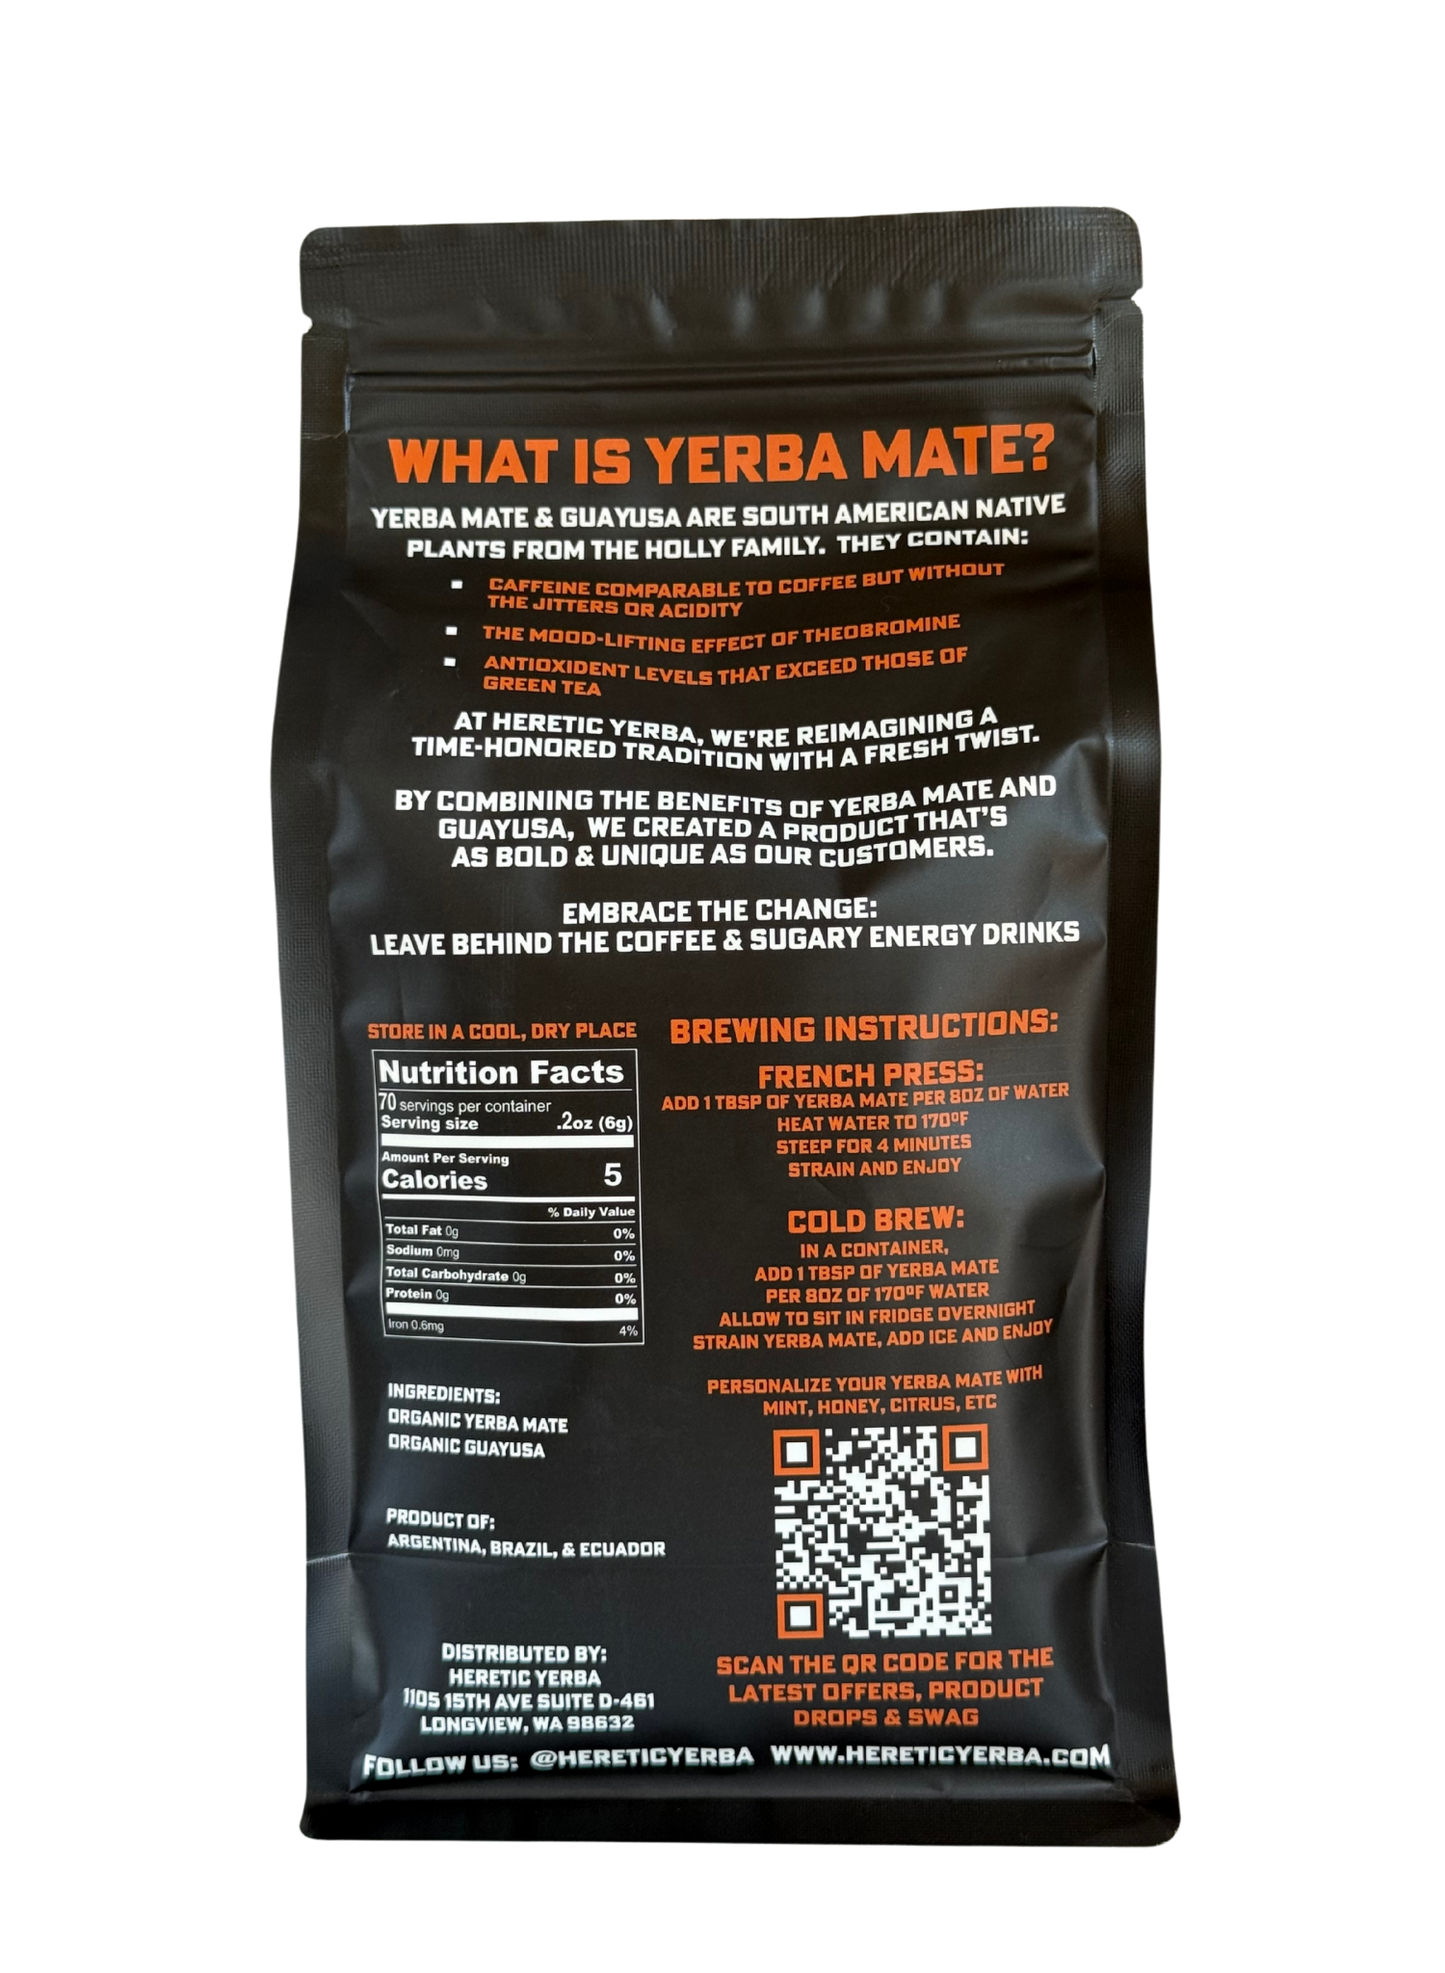 WHAT IS YERBA MATE?
YERBA MATE & GUAYUSA ARE SOUTH AMERICAN NATIVE
PLANTS FROM THE HOLLY FAMILY. THEY CONTAIN:
▪ CAFFEINE COMPARABLE TO COFFEE BUT WITHOUT
THE JITTERS OR ACIDITY
▪ THE MOOD-LIFTING EFFECT OF THEOBROMINE
▪ ANTIOXIDENT LEVELS THAT EXCEED THOSE OF
GREEN TEA
AT HERETIC YERBA, WE'RE REIMAGINING A
TIME-HONORED TRADITION WITH A FRESH TWIST.
BY COMBINING THE BENEFITS OF YERBA MATE AND
GUAYUSA, WE CREATED A PRODUCT THAT'S
AS BOLD & UNIQUE AS OUR CUSTOMERS.
EMBRACE THE CHANGE:
LEAVE BEHIND THE COFFEE & SUGARY ENERGY DRINKS
STORE IN A COOL, DRY PLACE
Nutrition Facts
70 servings per container
Serving size .2oz (6g)
Amount Per Serving
Calories 5
% Daily Value
Total Fat 0g 0%
Sodium 0mg 0%
Total Carbohydrate 0g 0%
Protein 0g 0%
Iron 0.6mg 4%
INGREDIENTS:
ORGANIC YERBA MATE
ORGANIC GUAYUSA
PRODUCT OF:
ARGENTINA, BRAZIL, & ECUADOR
DISTRIBUTED BY:
HERETIC YERBA
1105 15TH AVE SUITE D-461
LONGVIEW, WA 98632
BREWING INSTRUCTIONS:
FRENCH PRESS:
ADD 1 TBSP OF YERBA MATE PER 8OZ OF WATER
HEAT WATER TO 170ºF
STEEP FOR 4 MINUTES
STRAIN AND ENJOY
COLD BREW:
IN A CONTAINER,
ADD 1 TBSP OF YERBA MATE
PER 8OZ OF 170ºF WATER
ALLOW TO SIT IN FRIDGE OVERNIGHT
STRAIN YERBA MATE, ADD ICE AND ENJOY
PERSONALIZE YOUR YERBA MATE WITH
MINT, HONEY, CITRUS, ETC
SCAN THE QR CODE FOR THE
LATEST OFFERS, PRODUCT
DROPS & SWAG
FOLLOW US: @HERETICYERBA WWW.HERETICYERBA.COM